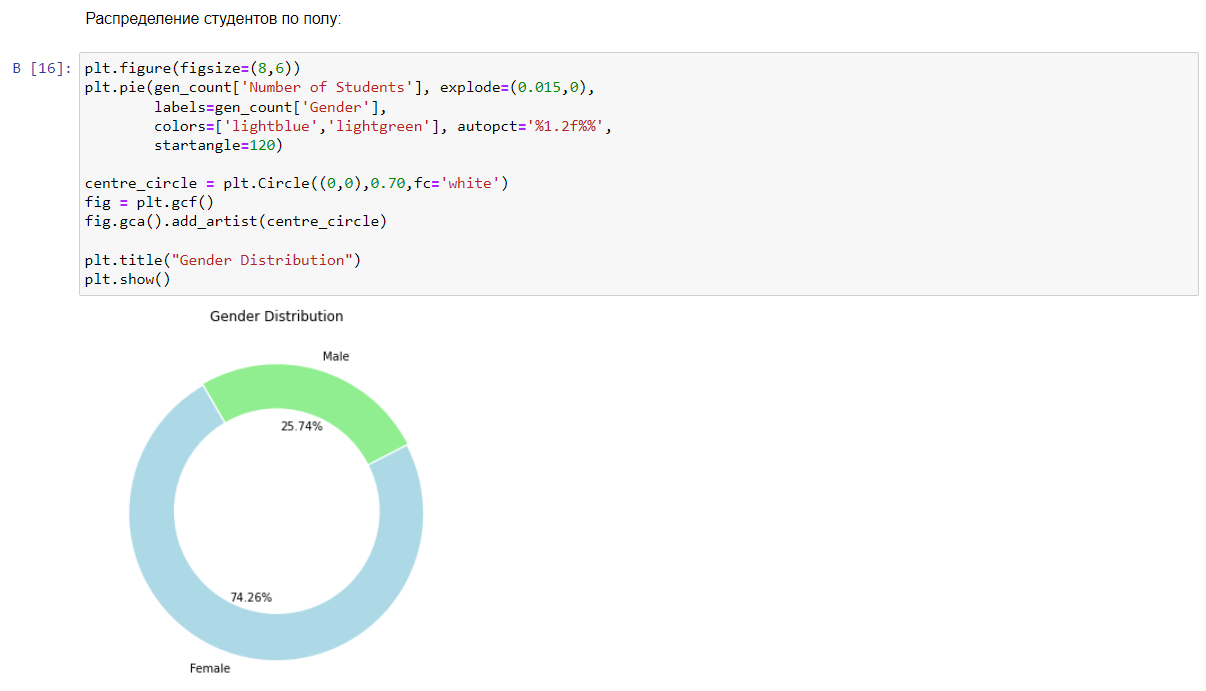 Распределение студентов по полу:
В [16]:
plt.figure(figsize=(8,6))
plt.pie(gen_count['Number of Students'], explode=(0.015,0),
        labels=gen_count['Gender'],
        colors=['lightblue','lightgreen'], autopct='%1.2f%%',
        startangle=120)
centre_circle = plt.Circle((0,0),0.70,fc='white')
fig = plt.gcf()
fig.gca().add_artist(centre_circle)
plt.title("Gender Distribution")
plt.show()
Gender Distribution
Male
25.74%
74.26%
Female